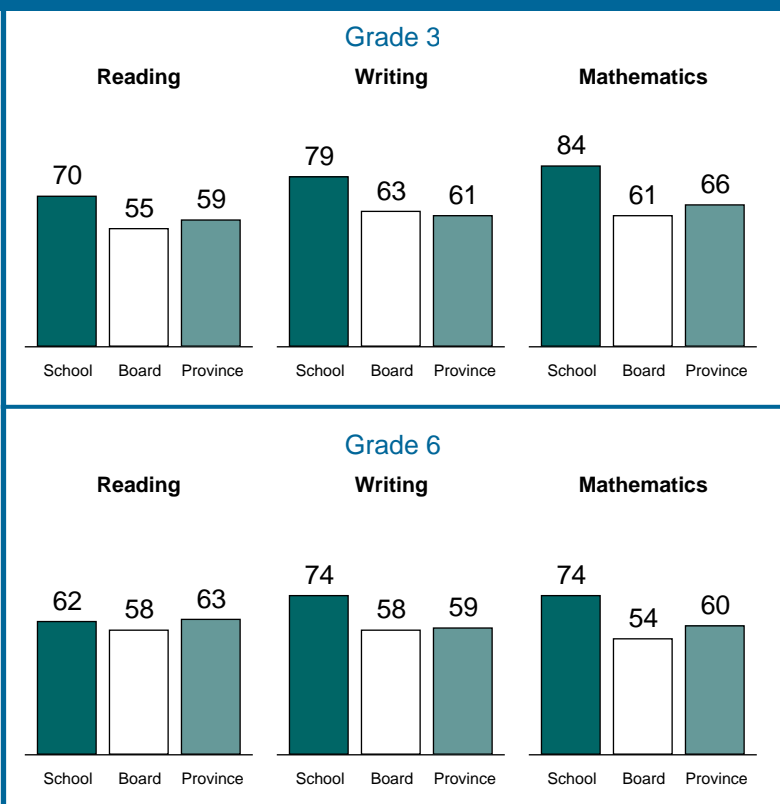 Grade 3
Reading Writing Mathematics
70 55 59 79 63 61 84 61 66
School Board Province School Board Province School Board Province
Grade 6
Reading Writing Mathematics
62 58 63 74 58 59 74 54 60
School Board Province School Board Province School Board Province